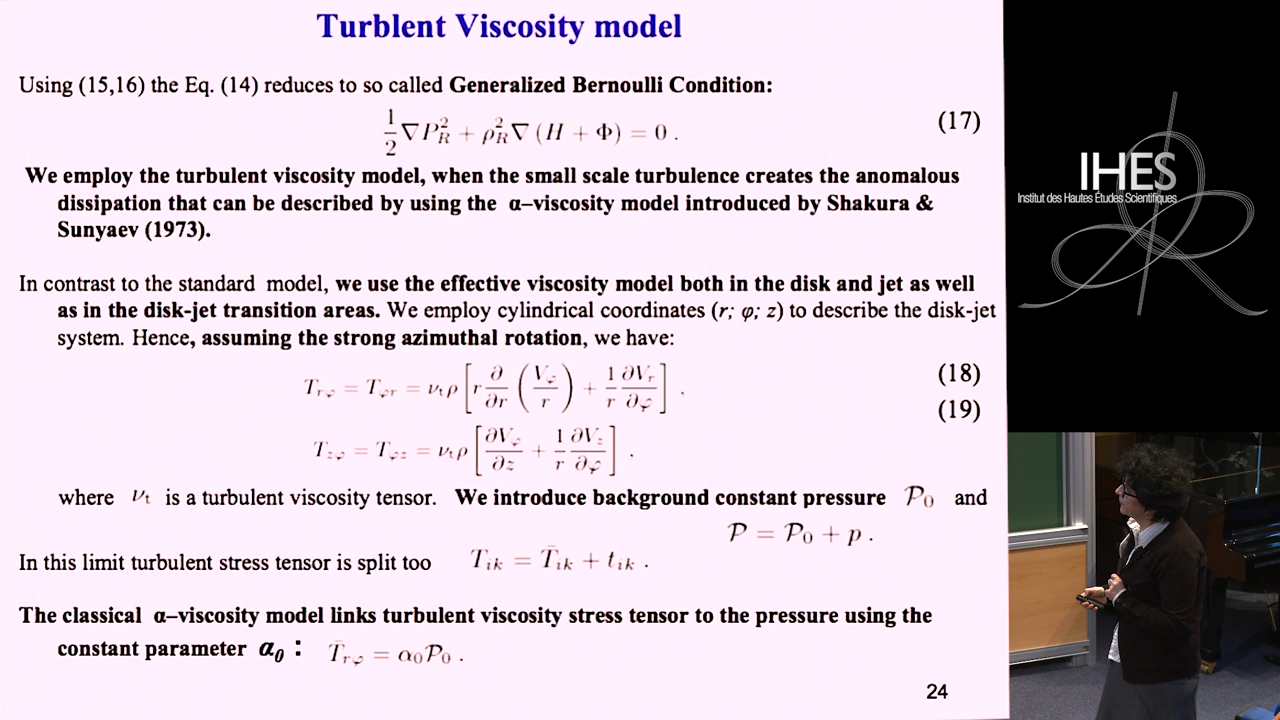 Turblent Viscosity model
Using (15,16) the Eq. (14) reduces to so called Generalized Bernoulli Condition:
½ ∇P²_R + ρ²_R ∇ (H + Φ) = 0 . (17)
We employ the turbulent viscosity model, when the small scale turbulence creates the anomalous
dissipation that can be described by using the α–viscosity model introduced by Shakura &
Sunyaev (1973).
In contrast to the standard model, we use the effective viscosity model both in the disk and jet as well
as in the disk-jet transition areas. We employ cylindrical coordinates (r; φ; z) to describe the disk-jet
system. Hence, assuming the strong azimuthal rotation, we have:
T_rφ = T_φr = ν_t ρ [ r ∂/∂r ( V_φ / r ) + 1/r ∂V_r/∂φ ] . (18)
(19)
T_zφ = T_φz = ν_t ρ [ ∂V_φ/∂z + 1/r ∂V_z/∂φ ] .
where ν_t is a turbulent viscosity tensor. We introduce background constant pressure P_0 and
P = P_0 + p .
In this limit turbulent stress tensor is split too T_ik = T̄_ik + t_ik .
The classical α–viscosity model links turbulent viscosity stress tensor to the pressure using the
constant parameter α_0 : T̄_rφ = α_0 P_0 .
24
IHES
Institut des Hautes Études Scientifiques